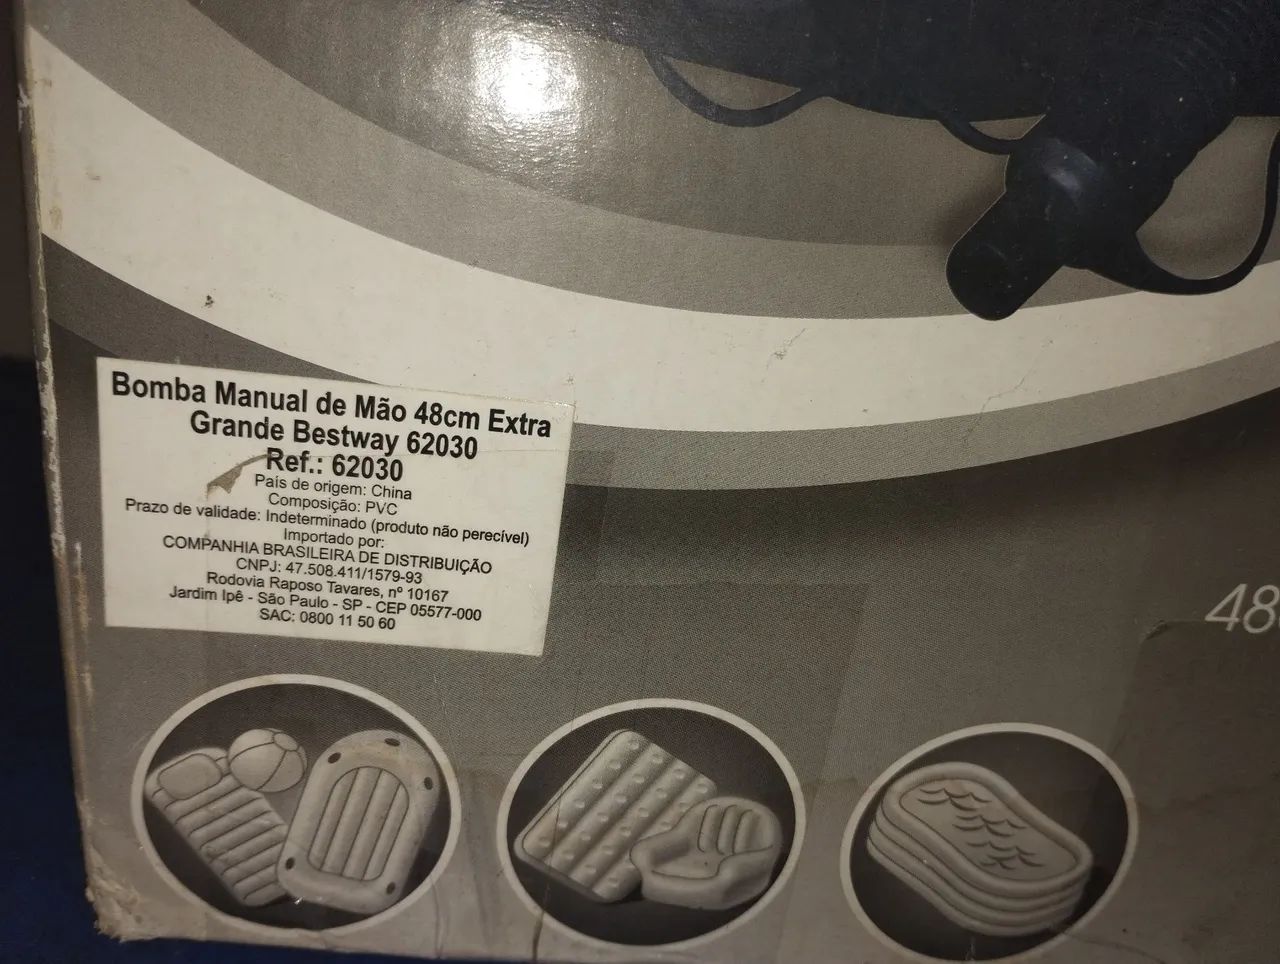 Bomba Manual de Mão 48cm Extra
Grande Bestway 62030
Ref.: 62030
País de origem: China
Composição: PVC
Prazo de validade: Indeterminado (produto não perecível)
Importado por:
COMPANHIA BRASILEIRA DE DISTRIBUIÇÃO
CNPJ: 47.508.411/1579-93
Rodovia Raposo Tavares, nº 10167
Jardim Ipê - São Paulo - SP - CEP 05577-000
SAC: 0800 11 50 60
48